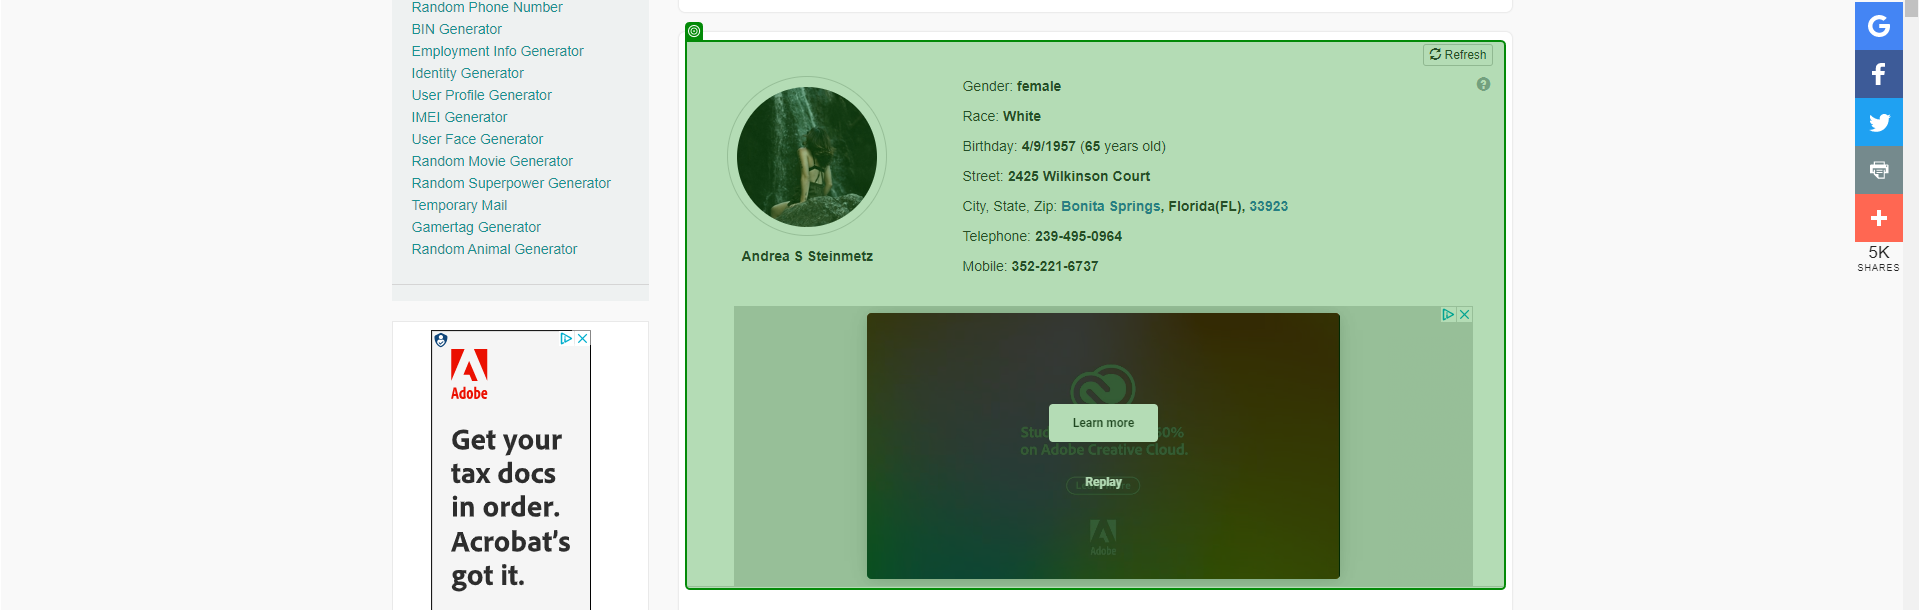 Random Phone Number
BIN Generator
Employment Info Generator
Identity Generator
User Profile Generator
IMEI Generator
User Face Generator
Random Movie Generator
Random Superpower Generator
Temporary Mail
Gamertag Generator
Random Animal Generator
Adobe
Get your
tax docs
in order.
Acrobat's
got it.
Refresh
Andrea S Steinmetz
Gender: female
Race: White
Birthday: 4/9/1957 (65 years old)
Street: 2425 Wilkinson Court
City, State, Zip: Bonita Springs, Florida(FL), 33923
Telephone: 239-495-0964
Mobile: 352-221-6737
Learn more
on Adobe Creative Cloud.
Replay
Adobe
5K
SHARES